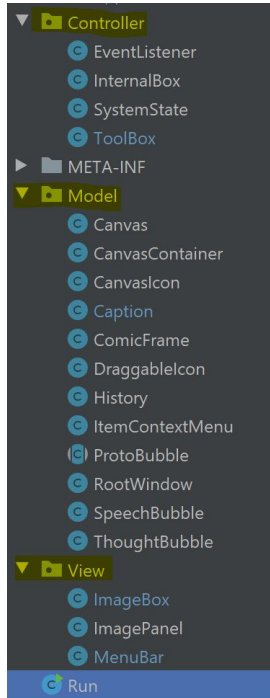 Controller
EventListener
InternalBox
SystemState
ToolBox
META-INF
Model
Canvas
CanvasContainer
CanvasIcon
Caption
ComicFrame
DraggableIcon
History
ItemContextMenu
ProtoBubble
RootWindow
SpeechBubble
ThoughtBubble
View
ImageBox
ImagePanel
MenuBar
Run